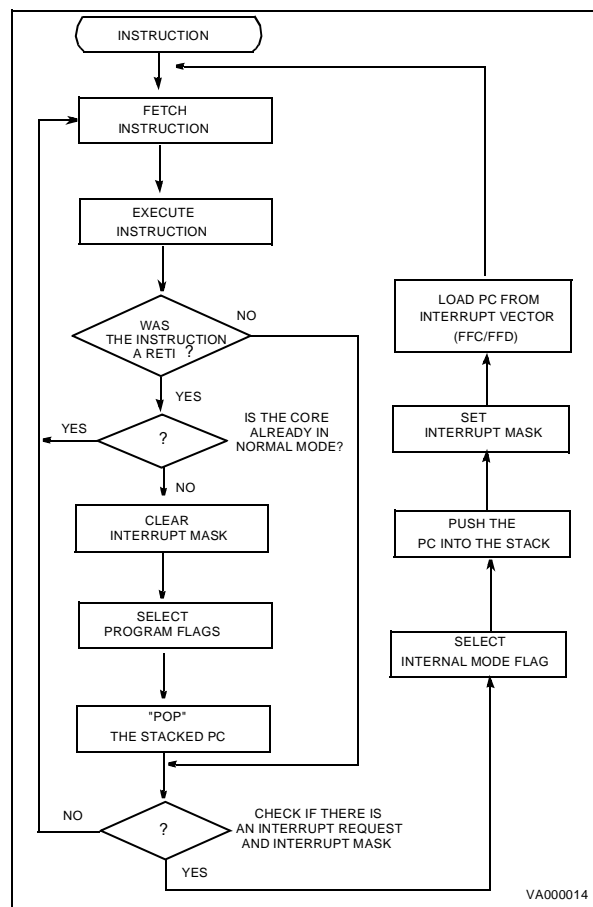 INSTRUCTION
FETCH
INSTRUCTION
EXECUTE
INSTRUCTION
WAS
THE INSTRUCTION
A RETI ?
NO
YES
?
IS THE CORE
ALREADY IN
NORMAL MODE?
YES
NO
CLEAR
INTERRUPT MASK
SELECT
PROGRAM FLAGS
"POP"
THE STACKED PC
?
CHECK IF THERE IS
AN INTERRUPT REQUEST
AND INTERRUPT MASK
NO
YES
SELECT
INTERNAL MODE FLAG
PUSH THE
PC INTO THE STACK
SET
INTERRUPT MASK
LOAD PC FROM
INTERRUPT VECTOR
(FFC/FFD)
VA000014